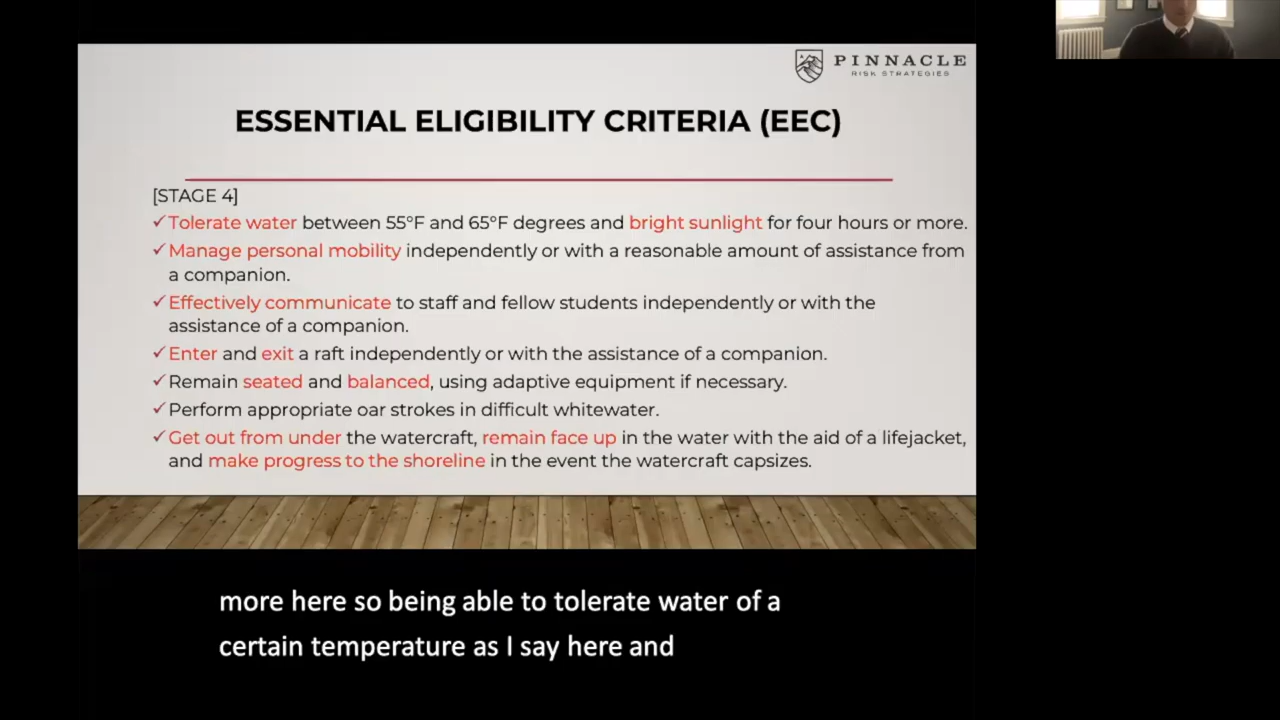 PINNACLE
RISK STRATEGIES
ESSENTIAL ELIGIBILITY CRITERIA (EEC)
[STAGE 4]
✓Tolerate water between 55°F and 65°F degrees and bright sunlight for four hours or more.
✓Manage personal mobility independently or with a reasonable amount of assistance from
a companion.
✓Effectively communicate to staff and fellow students independently or with the
assistance of a companion.
✓Enter and exit a raft independently or with the assistance of a companion.
✓Remain seated and balanced, using adaptive equipment if necessary.
✓Perform appropriate oar strokes in difficult whitewater.
✓Get out from under the watercraft, remain face up in the water with the aid of a lifejacket,
and make progress to the shoreline in the event the watercraft capsizes.
more here so being able to tolerate water of a
certain temperature as I say here and